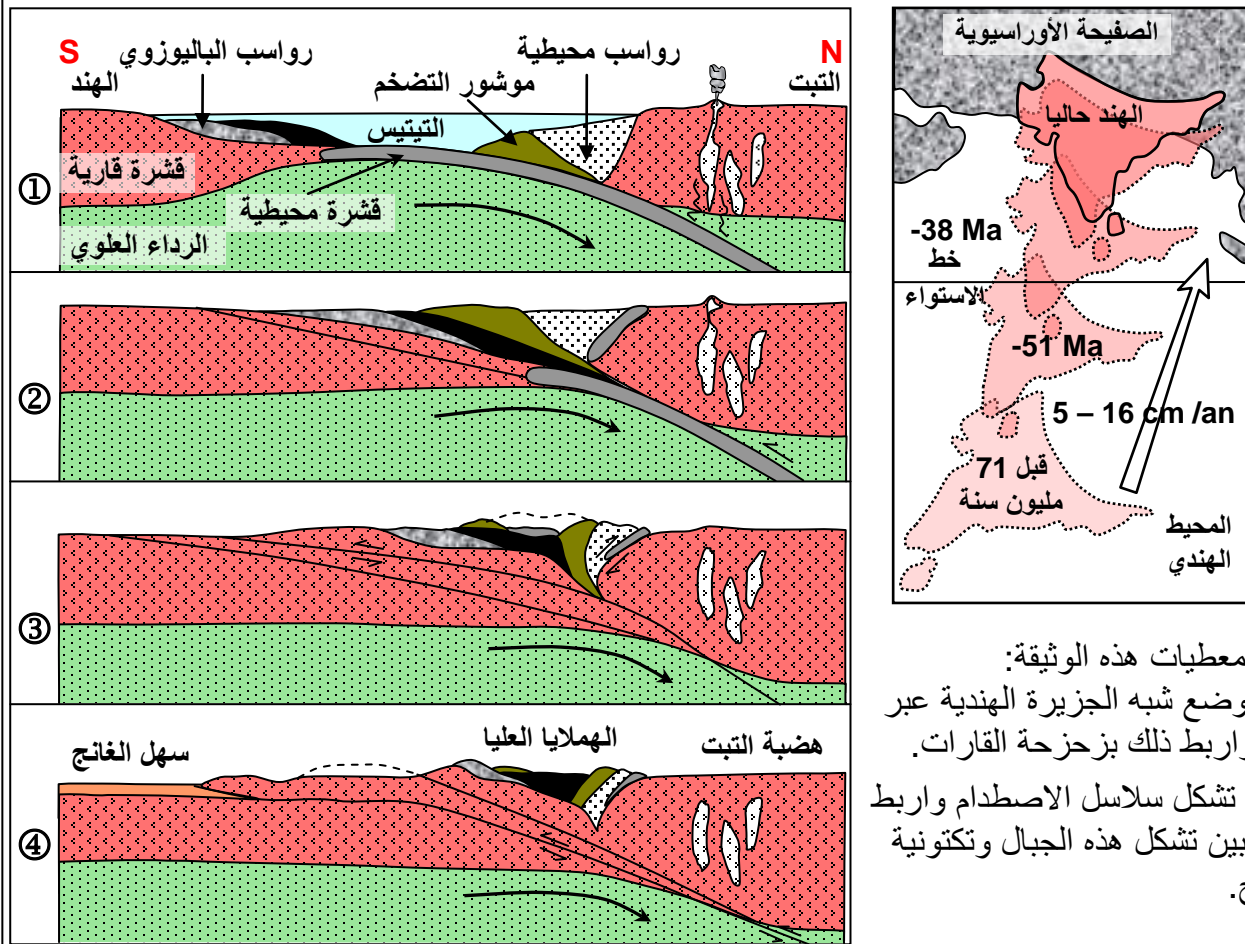 S
N
رواسب الباليوزوي
رواسب محيطية
الهند
موشور التضخم
التبت
التيتيس
قشرة قارية
①
قشرة محيطية
الرداء العلوي
②
③
سهل الغانج
الهملايا العليا
هضبة التبت
④
الصفيحة الأوراسيوية
الهند حاليا
-38 Ma
خط
الاستواء
-51 Ma
5 – 16 cm /an
قبل 71
مليون سنة
المحيط
الهندي
معطيات هذه الوثيقة:
وضع شبه الجزيرة الهندية عبر
واربط ذلك بزحزحة القارات.
تشكل سلاسل الاصطدام واربط
بين تشكل هذه الجبال وتكتونية